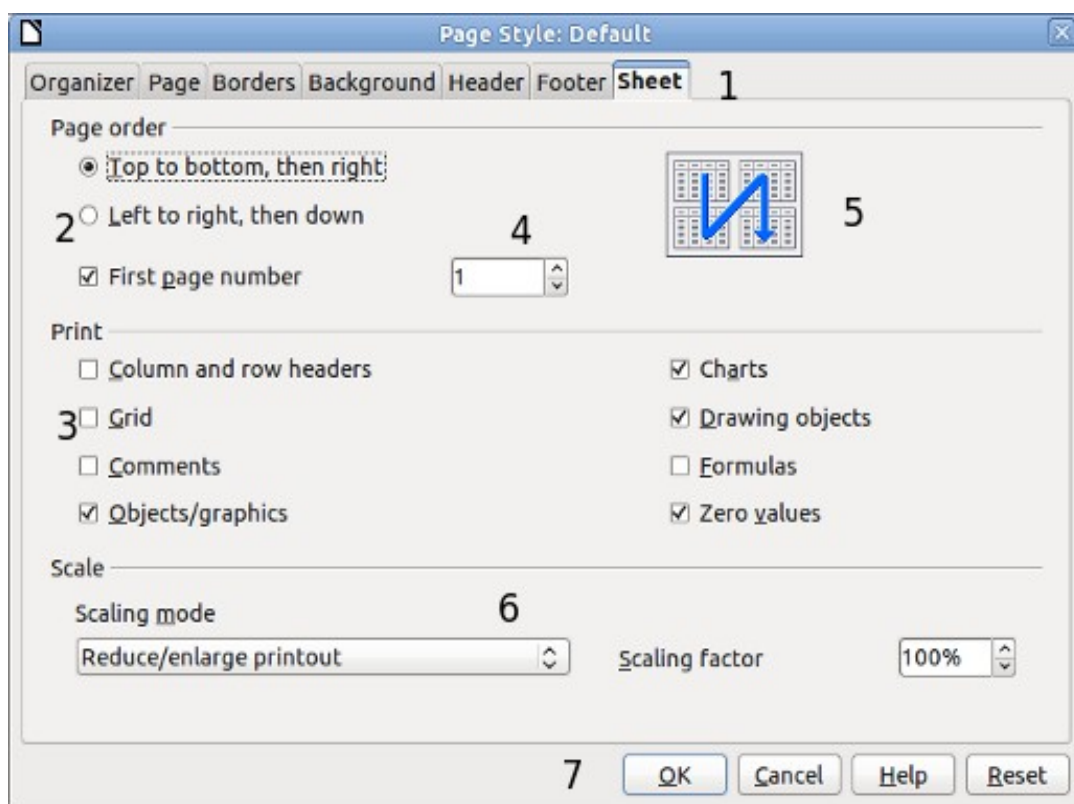 Page Style: Default
Organizer Page Borders Background Header Footer Sheet 1
Page order
Top to bottom, then right
2 Left to right, then down 4 5
First page number 1
Print
Column and row headers Charts
3 Grid Drawing objects
Comments Formulas
Objects/graphics Zero values
Scale
Scaling mode 6
Reduce/enlarge printout Scaling factor 100%
7 OK Cancel Help Reset